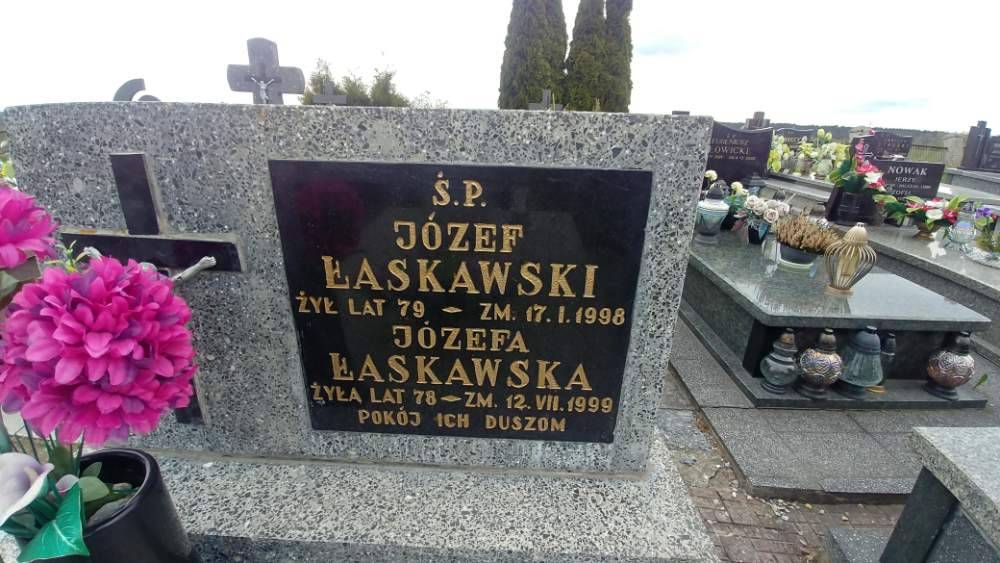 Ś.P.
JÓZEF
ŁASKAWSKI
ŻYŁ LAT 79 – ZM. 17.I.1998
JÓZEFA
ŁASKAWSKA
ŻYŁA LAT 78 – ZM. 12.VII.1999
POKÓJ ICH DUSZOM
NOWAK
JERZY